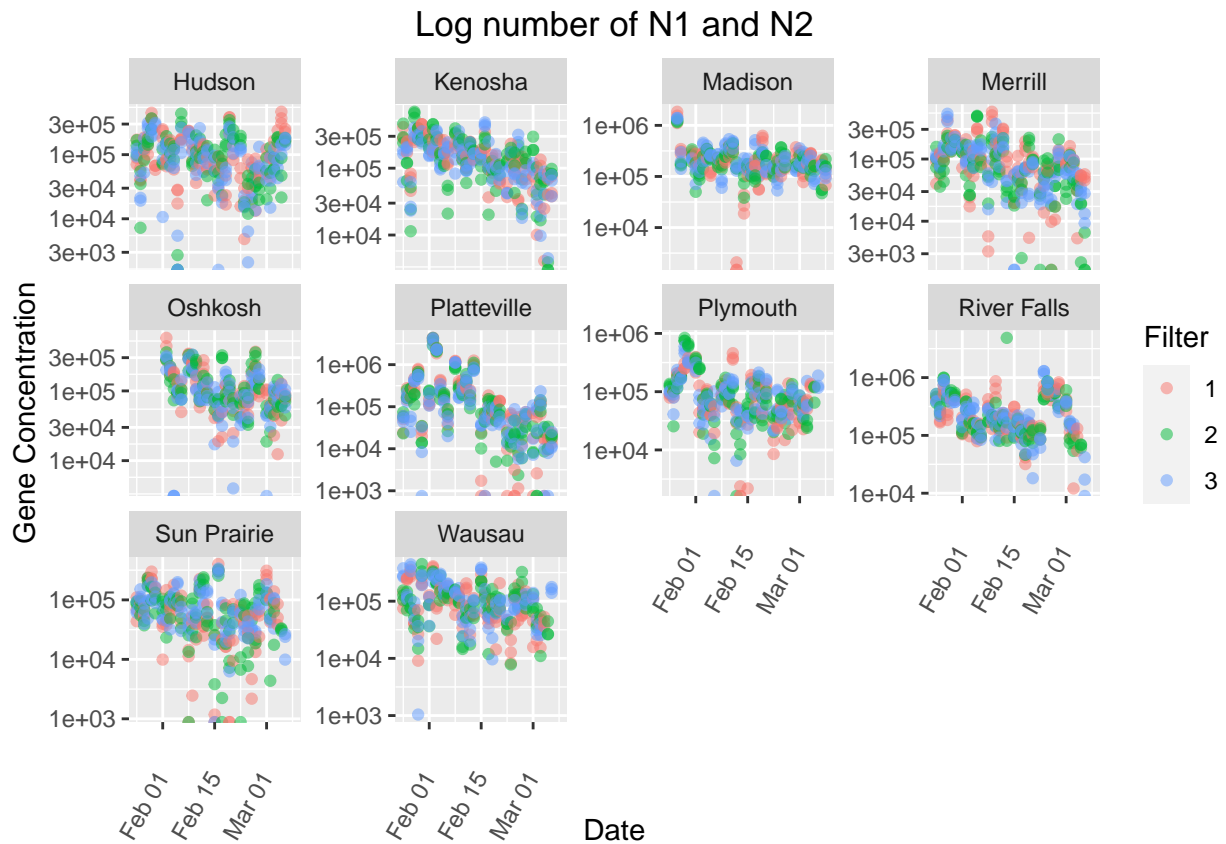 Log number of N1 and N2
Hudson
Kenosha
Madison
Merrill
3e+05
1e+05
3e+04
1e+04
3e+03
3e+05
1e+05
3e+04
1e+04
1e+06
1e+05
1e+04
3e+05
1e+05
3e+04
1e+04
3e+03
Oshkosh
Platteville
Plymouth
River Falls
3e+05
1e+05
3e+04
1e+04
1e+06
1e+05
1e+04
1e+03
1e+06
1e+05
1e+04
1e+06
1e+05
1e+04
Sun Prairie
Wausau
1e+05
1e+04
1e+03
1e+05
1e+04
1e+03
Feb 01
Feb 15
Mar 01
Feb 01
Feb 15
Mar 01
Feb 01
Feb 15
Mar 01
Feb 01
Feb 15
Mar 01
Gene Concentration
Date
Filter
1
2
3